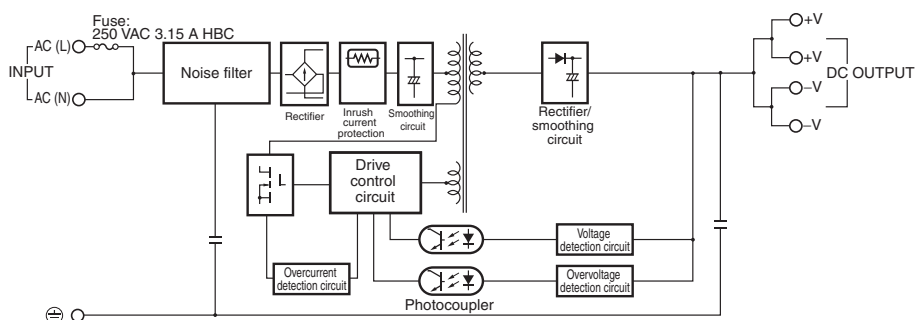 Fuse:
250 VAC 3.15 A HBC
AC (L)
INPUT
AC (N)
Noise filter
Rectifier
Inrush
current
protection
Smoothing
circuit
Rectifier/
smoothing
circuit
+V
+V
DC OUTPUT
−V
−V
Drive
control
circuit
Overcurrent
detection circuit
Voltage
detection circuit
Overvoltage
detection circuit
Photocoupler